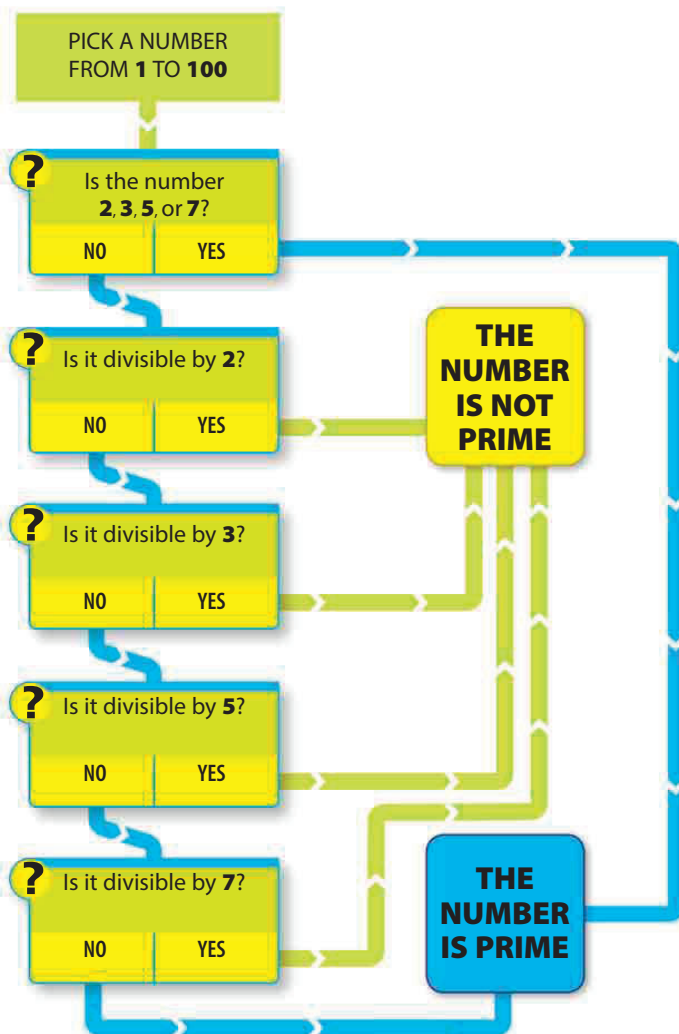 PICK A NUMBER
FROM 1 TO 100
?
Is the number
2, 3, 5, or 7?
NO YES
?
Is it divisible by 2?
NO YES
THE
NUMBER
IS NOT
PRIME
?
Is it divisible by 3?
NO YES
?
Is it divisible by 5?
NO YES
?
Is it divisible by 7?
NO YES
THE
NUMBER
IS PRIME